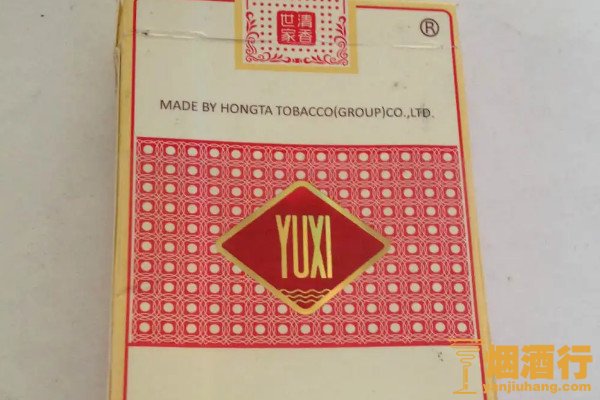 清香
世家
®
MADE BY HONGTA TOBACCO(GROUP)CO.,LTD.
YUXI
烟酒行
yanjiuhang.com